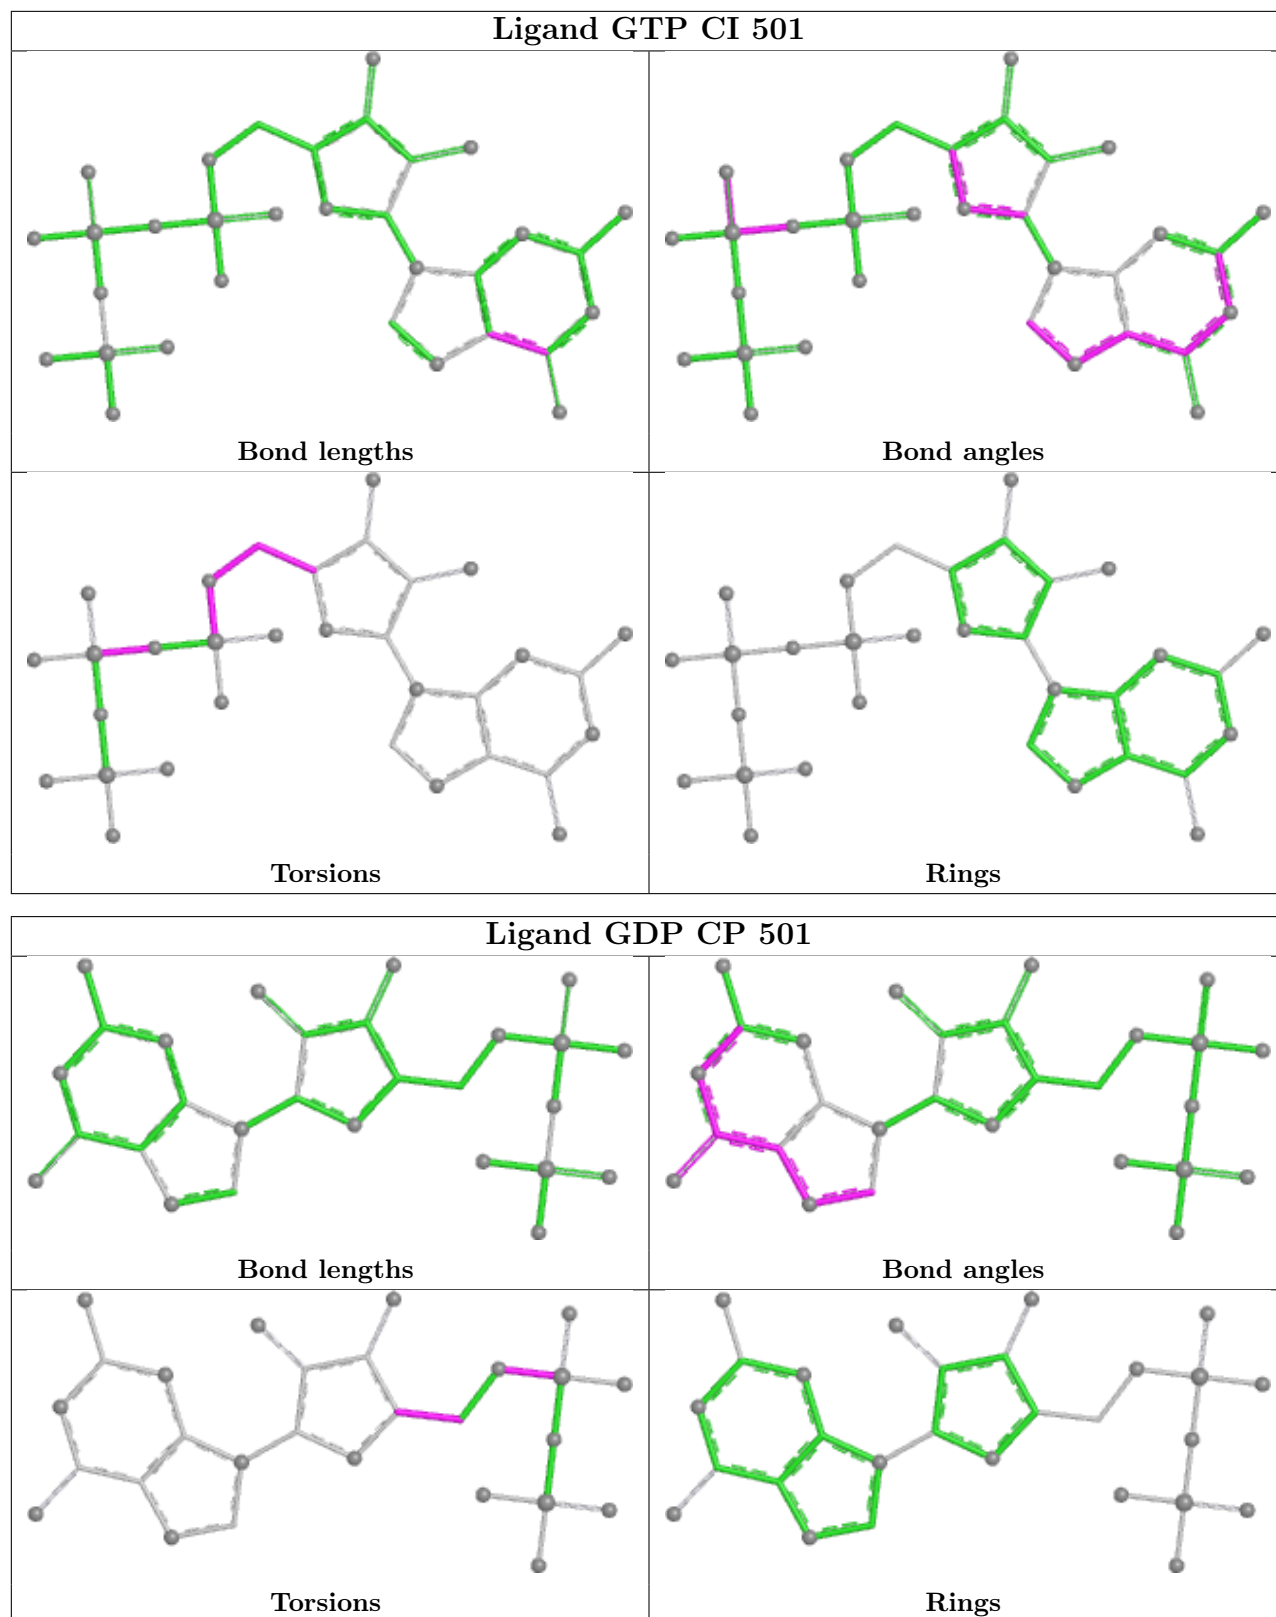 Ligand GTP CI 501
Bond lengths
Bond angles
Torsions
Rings
Ligand GDP CP 501
Bond lengths
Bond angles
Torsions
Rings